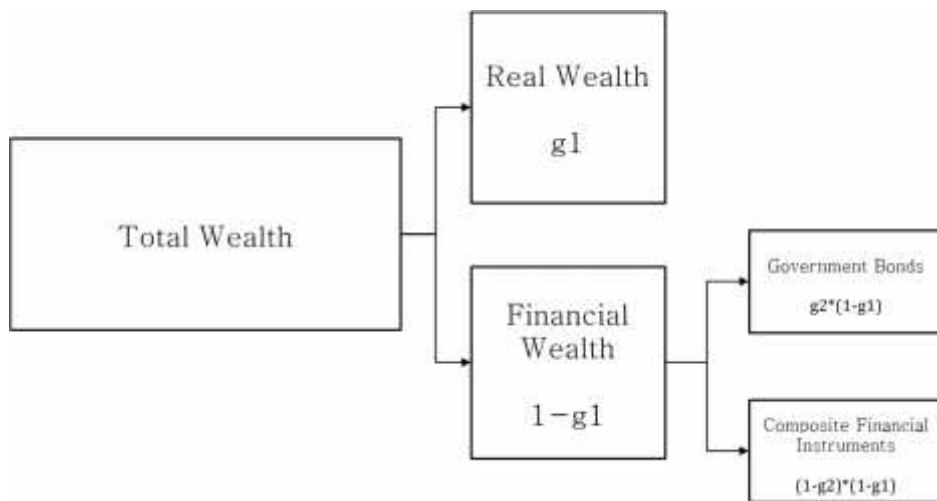 Real Wealth
g1
Total Wealth
Financial
Wealth
1-g1
Government Bonds
g2*(1-g1)
Composite Financial
Instruments
(1-g2)*(1-g1)